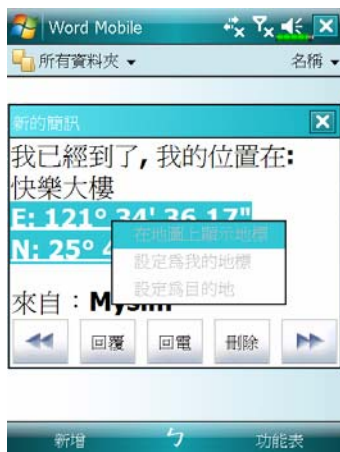 Word Mobile
所有資料夾 名稱
新的簡訊
我已經到了, 我的位置在:
快樂大樓
E: 121° 34' 36.17"
N: 25°
在地圖上顯示地標
設定為我的地標
設定為目的地
來自：
回覆 回電 刪除
新增 ㄅ 功能表